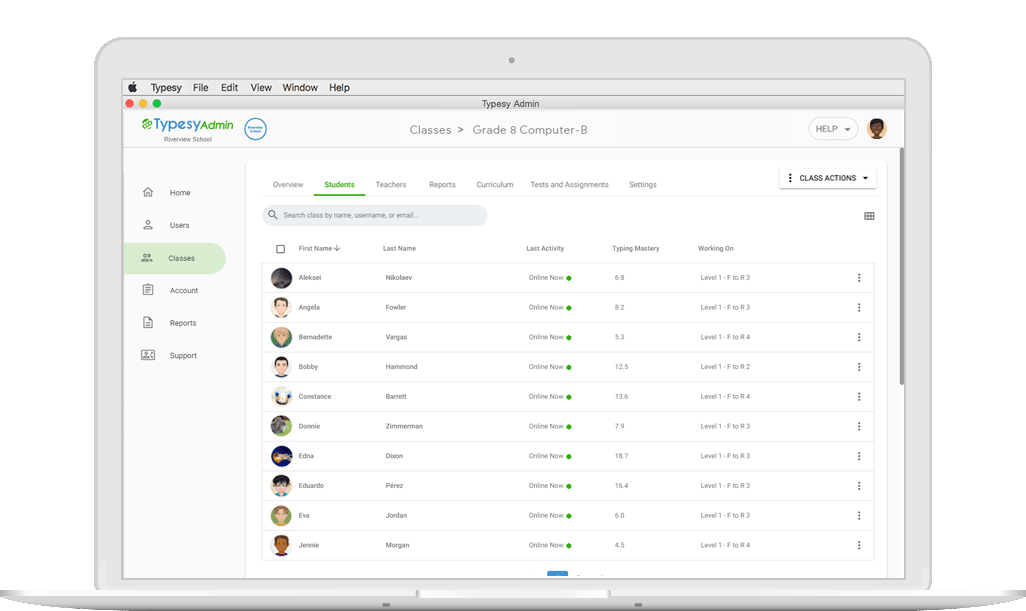 Typesy File Edit View Window Help
Typesy Admin
TypesyAdmin
Riverview School
Riverview School
Classes > Grade 8 Computer-B
HELP
Home
Users
Classes
Account
Reports
Support
Overview Students Teachers Reports Curriculum Tests and Assignments Settings
CLASS ACTIONS
Search class by name, username, or email...
First Name Last Name Last Activity Typing Mastery Working On
Aleksei Nikolaev Online Now 6.8 Level 1 - F to R 3
Angela Fowler Online Now 8.2 Level 1 - F to R 3
Bernadette Vargas Online Now 5.3 Level 1 - F to R 4
Bobby Hammond Online Now 12.5 Level 1 - F to R 2
Constance Barrett Online Now 13.6 Level 1 - F to R 4
Donnie Zimmerman Online Now 7.9 Level 1 - F to R 3
Edna Dixon Online Now 18.7 Level 1 - F to R 3
Eduardo Pérez Online Now 16.4 Level 1 - F to R 3
Eva Jordan Online Now 6.0 Level 1 - F to R 3
Jennie Morgan Online Now 4.5 Level 1 - F to R 4